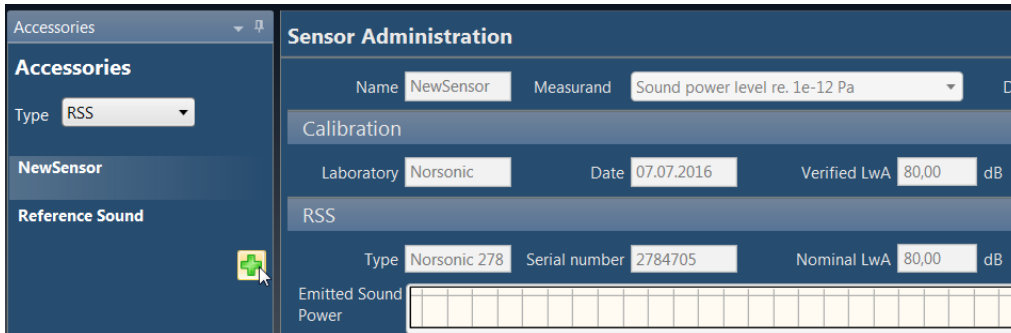 Accessories
Accessories
Type RSS
NewSensor
Reference Sound
Sensor Administration
Name NewSensor Measurand Sound power level re. 1e-12 Pa
Calibration
Laboratory Norsonic Date 07.07.2016 Verified LwA 80,00 dB
RSS
Type Norsonic 278 Serial number 2784705 Nominal LwA 80,00 dB
Emitted Sound
Power